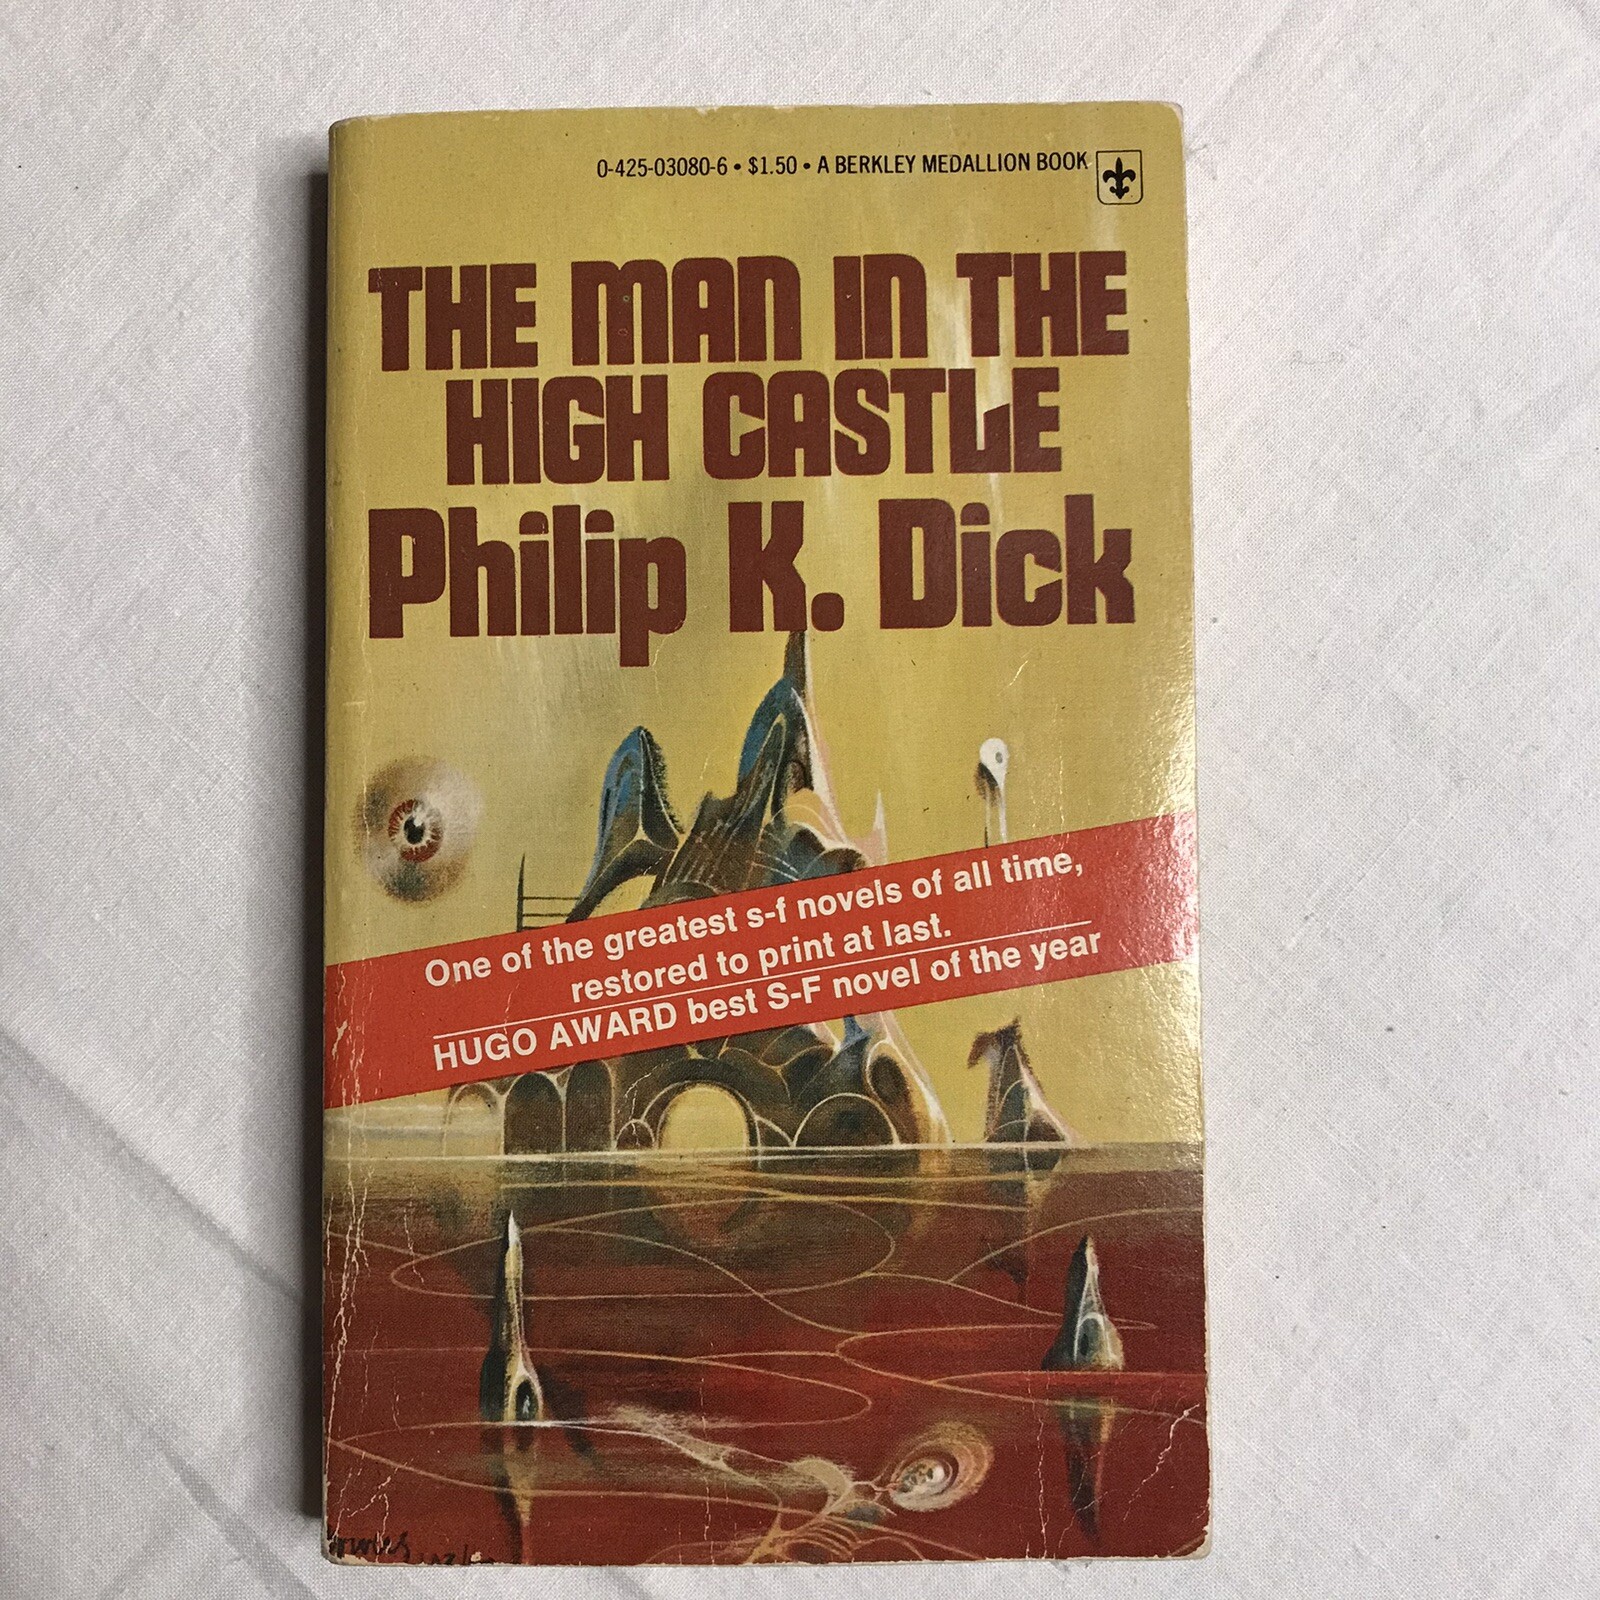 0-425-03080-6 • $1.50 • A BERKLEY MEDALLION BOOK
THE MAN IN THE
HIGH CASTLE
Philip K. Dick
One of the greatest s-f novels of all time,
restored to print at last.
HUGO AWARD best S-F novel of the year